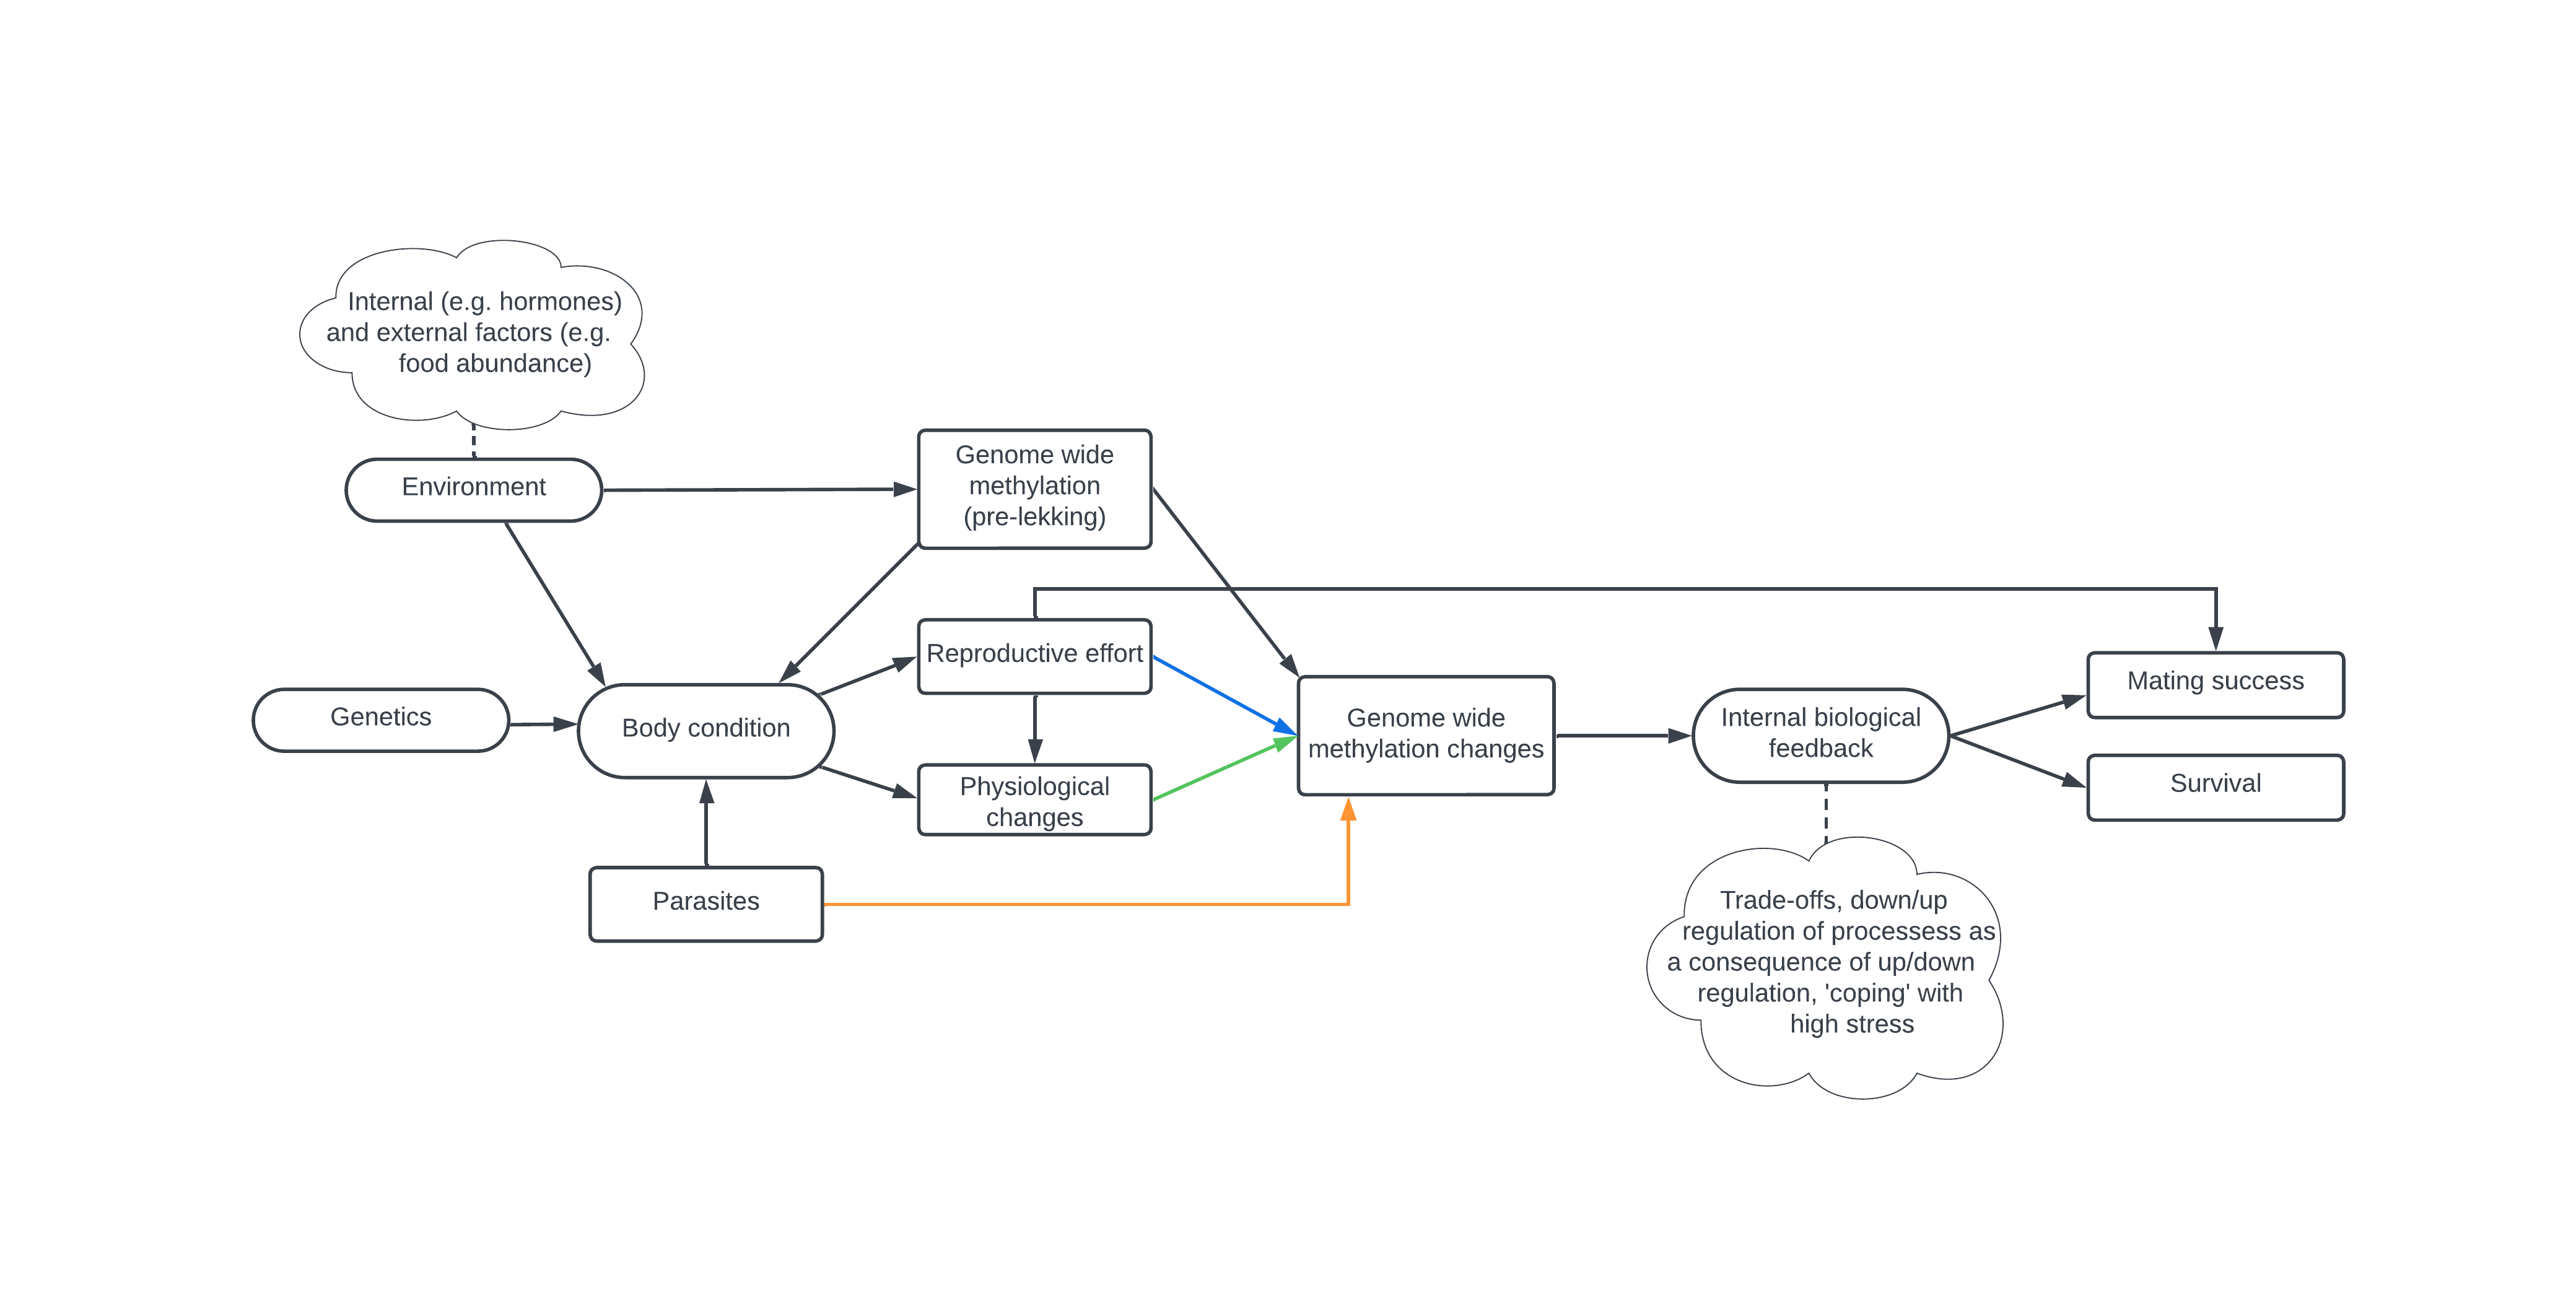 Internal (e.g. hormones)
and external factors (e.g.
food abundance)
Environment
Genome wide
methylation
(pre-lekking)
Genetics
Body condition
Reproductive effort
Physiological
changes
Parasites
Genome wide
methylation changes
Internal biological
feedback
Mating success
Survival
Trade-offs, down/up
regulation of processess as
a consequence of up/down
regulation, 'coping' with
high stress